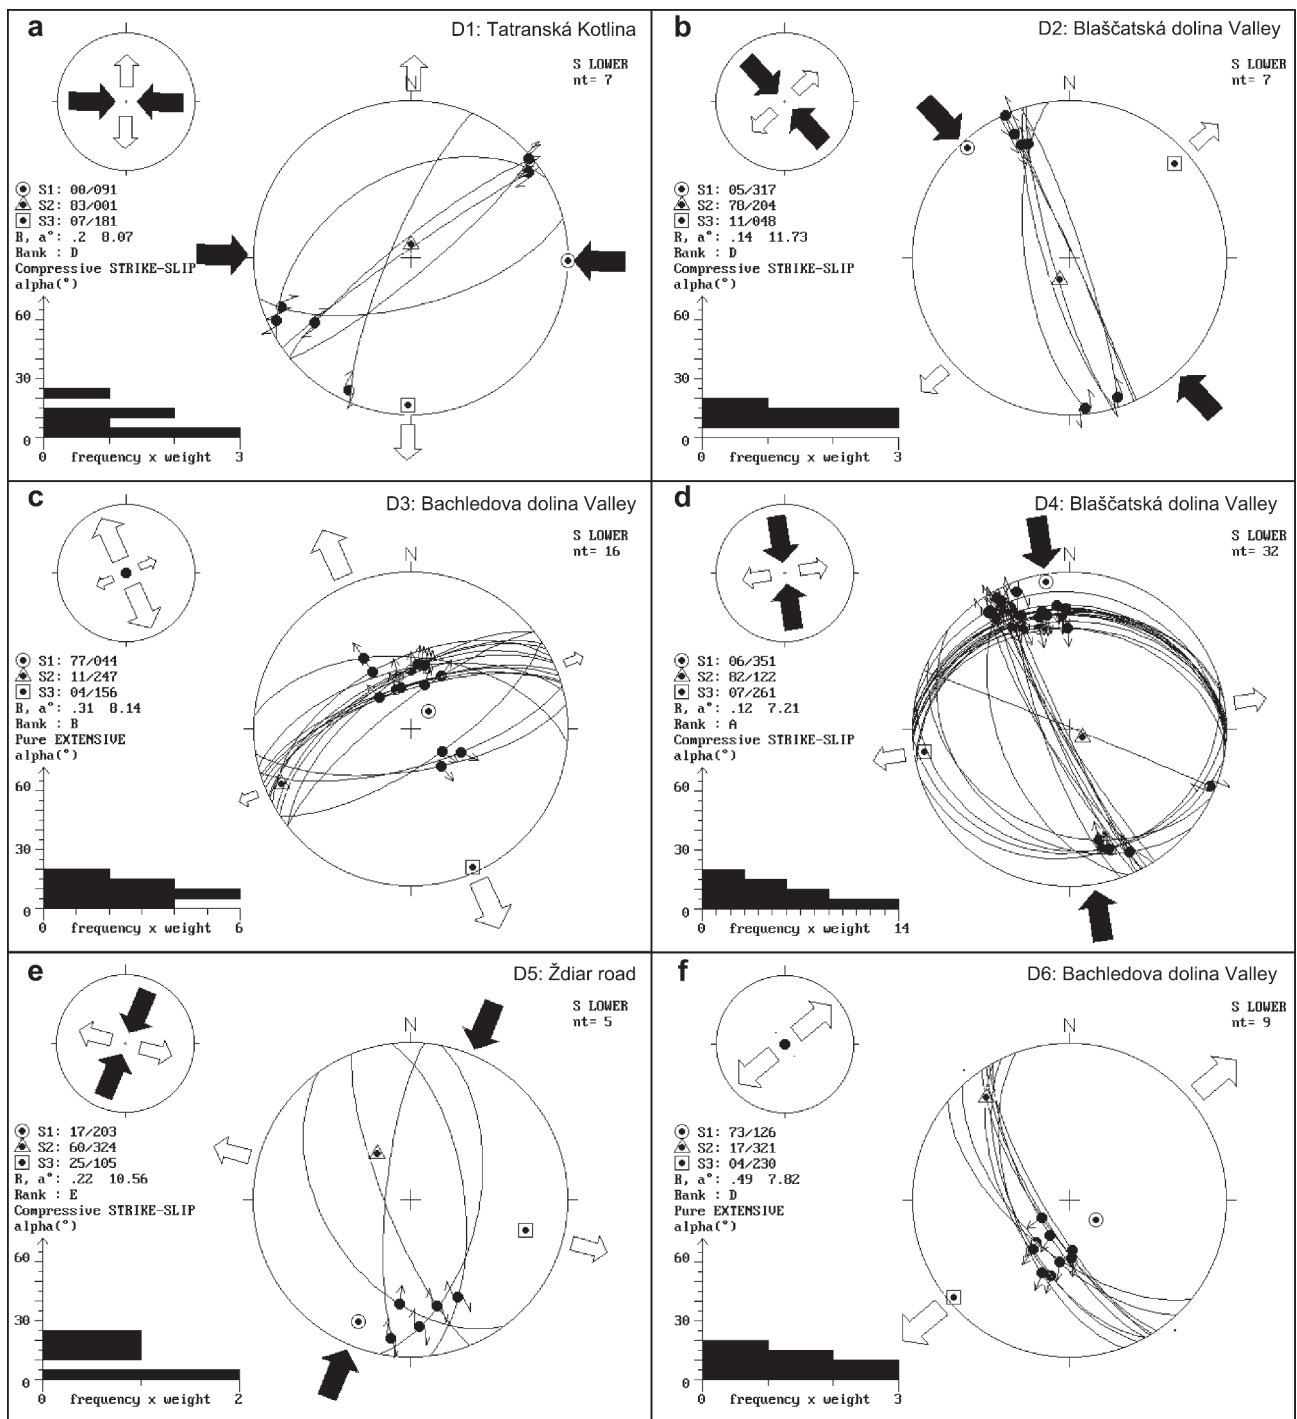 a
D1: Tatranská Kotlina
S LOWER
nt= 7
N
S1: 00/091
S2: 83/001
S3: 07/181
R, a°: .2 8.07
Rank : D
Compressive STRIKE-SLIP
alpha(°)
60
30
0
0 frequency x weight 3
b
D2: Blaščatská dolina Valley
S LOWER
nt= 7
N
S1: 05/317
S2: 78/204
S3: 11/048
R, a°: .14 11.73
Rank : D
Compressive STRIKE-SLIP
alpha(°)
60
30
0
0 frequency x weight 3
c
D3: Bachledova dolina Valley
S LOWER
nt= 16
N
S1: 77/044
S2: 11/247
S3: 04/156
R, a°: .31 8.14
Rank : B
Pure EXTENSIVE
alpha(°)
60
30
0
0 frequency x weight 6
d
D4: Blaščatská dolina Valley
S LOWER
nt= 32
N
S1: 06/351
S2: 82/122
S3: 07/261
R, a°: .12 7.21
Rank : A
Compressive STRIKE-SLIP
alpha(°)
60
30
0
0 frequency x weight 14
e
D5: Ždiar road
S LOWER
nt= 5
N
S1: 17/203
S2: 60/324
S3: 25/105
R, a°: .22 10.56
Rank : E
Compressive STRIKE-SLIP
alpha(°)
60
30
0
0 frequency x weight 2
f
D6: Bachledova dolina Valley
S LOWER
nt= 9
N
S1: 73/126
S2: 17/321
S3: 04/230
R, a°: .49 7.82
Rank : D
Pure EXTENSIVE
alpha(°)
60
30
0
0 frequency x weight 3